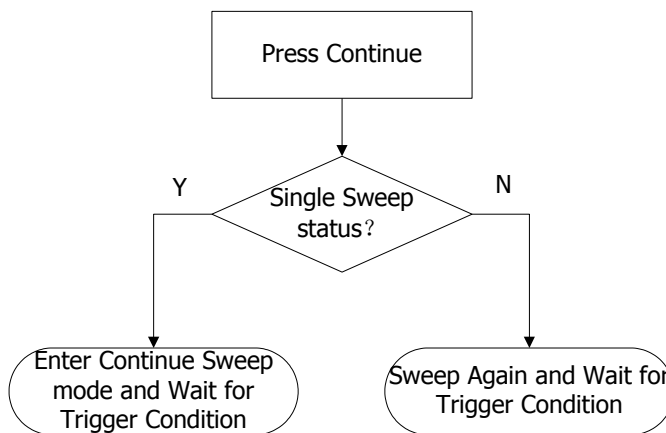 Press Continue
Single Sweep
status？
Y
N
Enter Continue Sweep
mode and Wait for
Trigger Condition
Sweep Again and Wait for
Trigger Condition